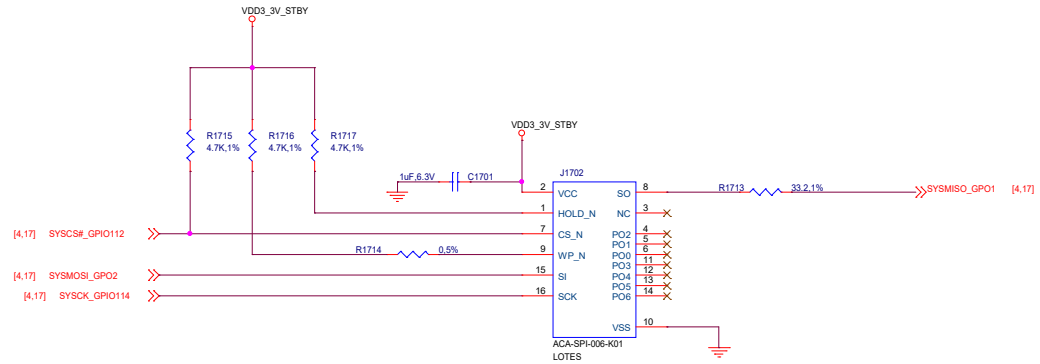 VDD3_3V_STBY
R1715
4.7K,1%
R1716
4.7K,1%
R1717
4.7K,1%
VDD3_3V_STBY
1uF,6.3V
C1701
J1702
2 VCC
SO 8
R1713
33.2,1%
SYSMISO_GPO1 [4,17]
1 HOLD_N
NC 3
[4,17] SYSCS#_GPIO112
7 CS_N
PO2 4
PO1 5
R1714
0,5%
9 WP_N
PO0 6
PO3 11
[4,17] SYSMOSI_GPO2
15 SI
PO4 12
PO5 13
[4,17] SYSCK_GPIO114
16 SCK
PO6 14
VSS 10
ACA-SPI-006-K01
LOTES